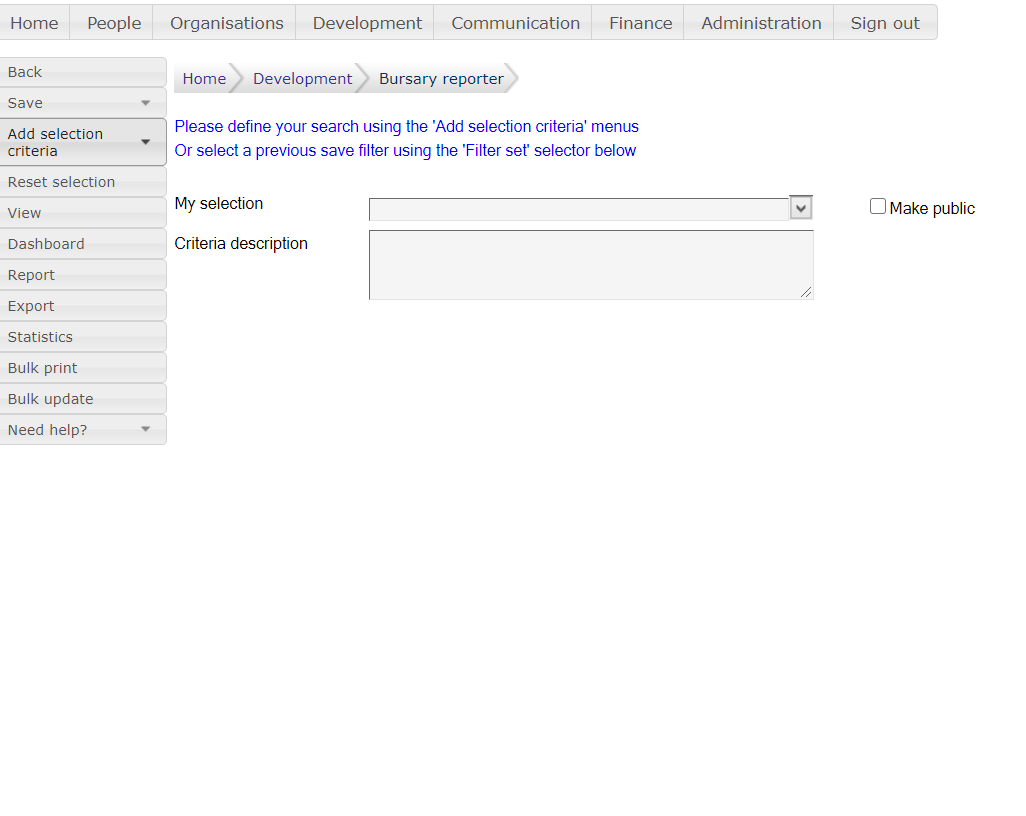 Home People Organisations Development Communication Finance Administration Sign out
Back
Save
Add selection
criteria
Reset selection
View
Dashboard
Report
Export
Statistics
Bulk print
Bulk update
Need help?
Home Development Bursary reporter
Please define your search using the 'Add selection criteria' menus
Or select a previous save filter using the 'Filter set' selector below
My selection
Make public
Criteria description